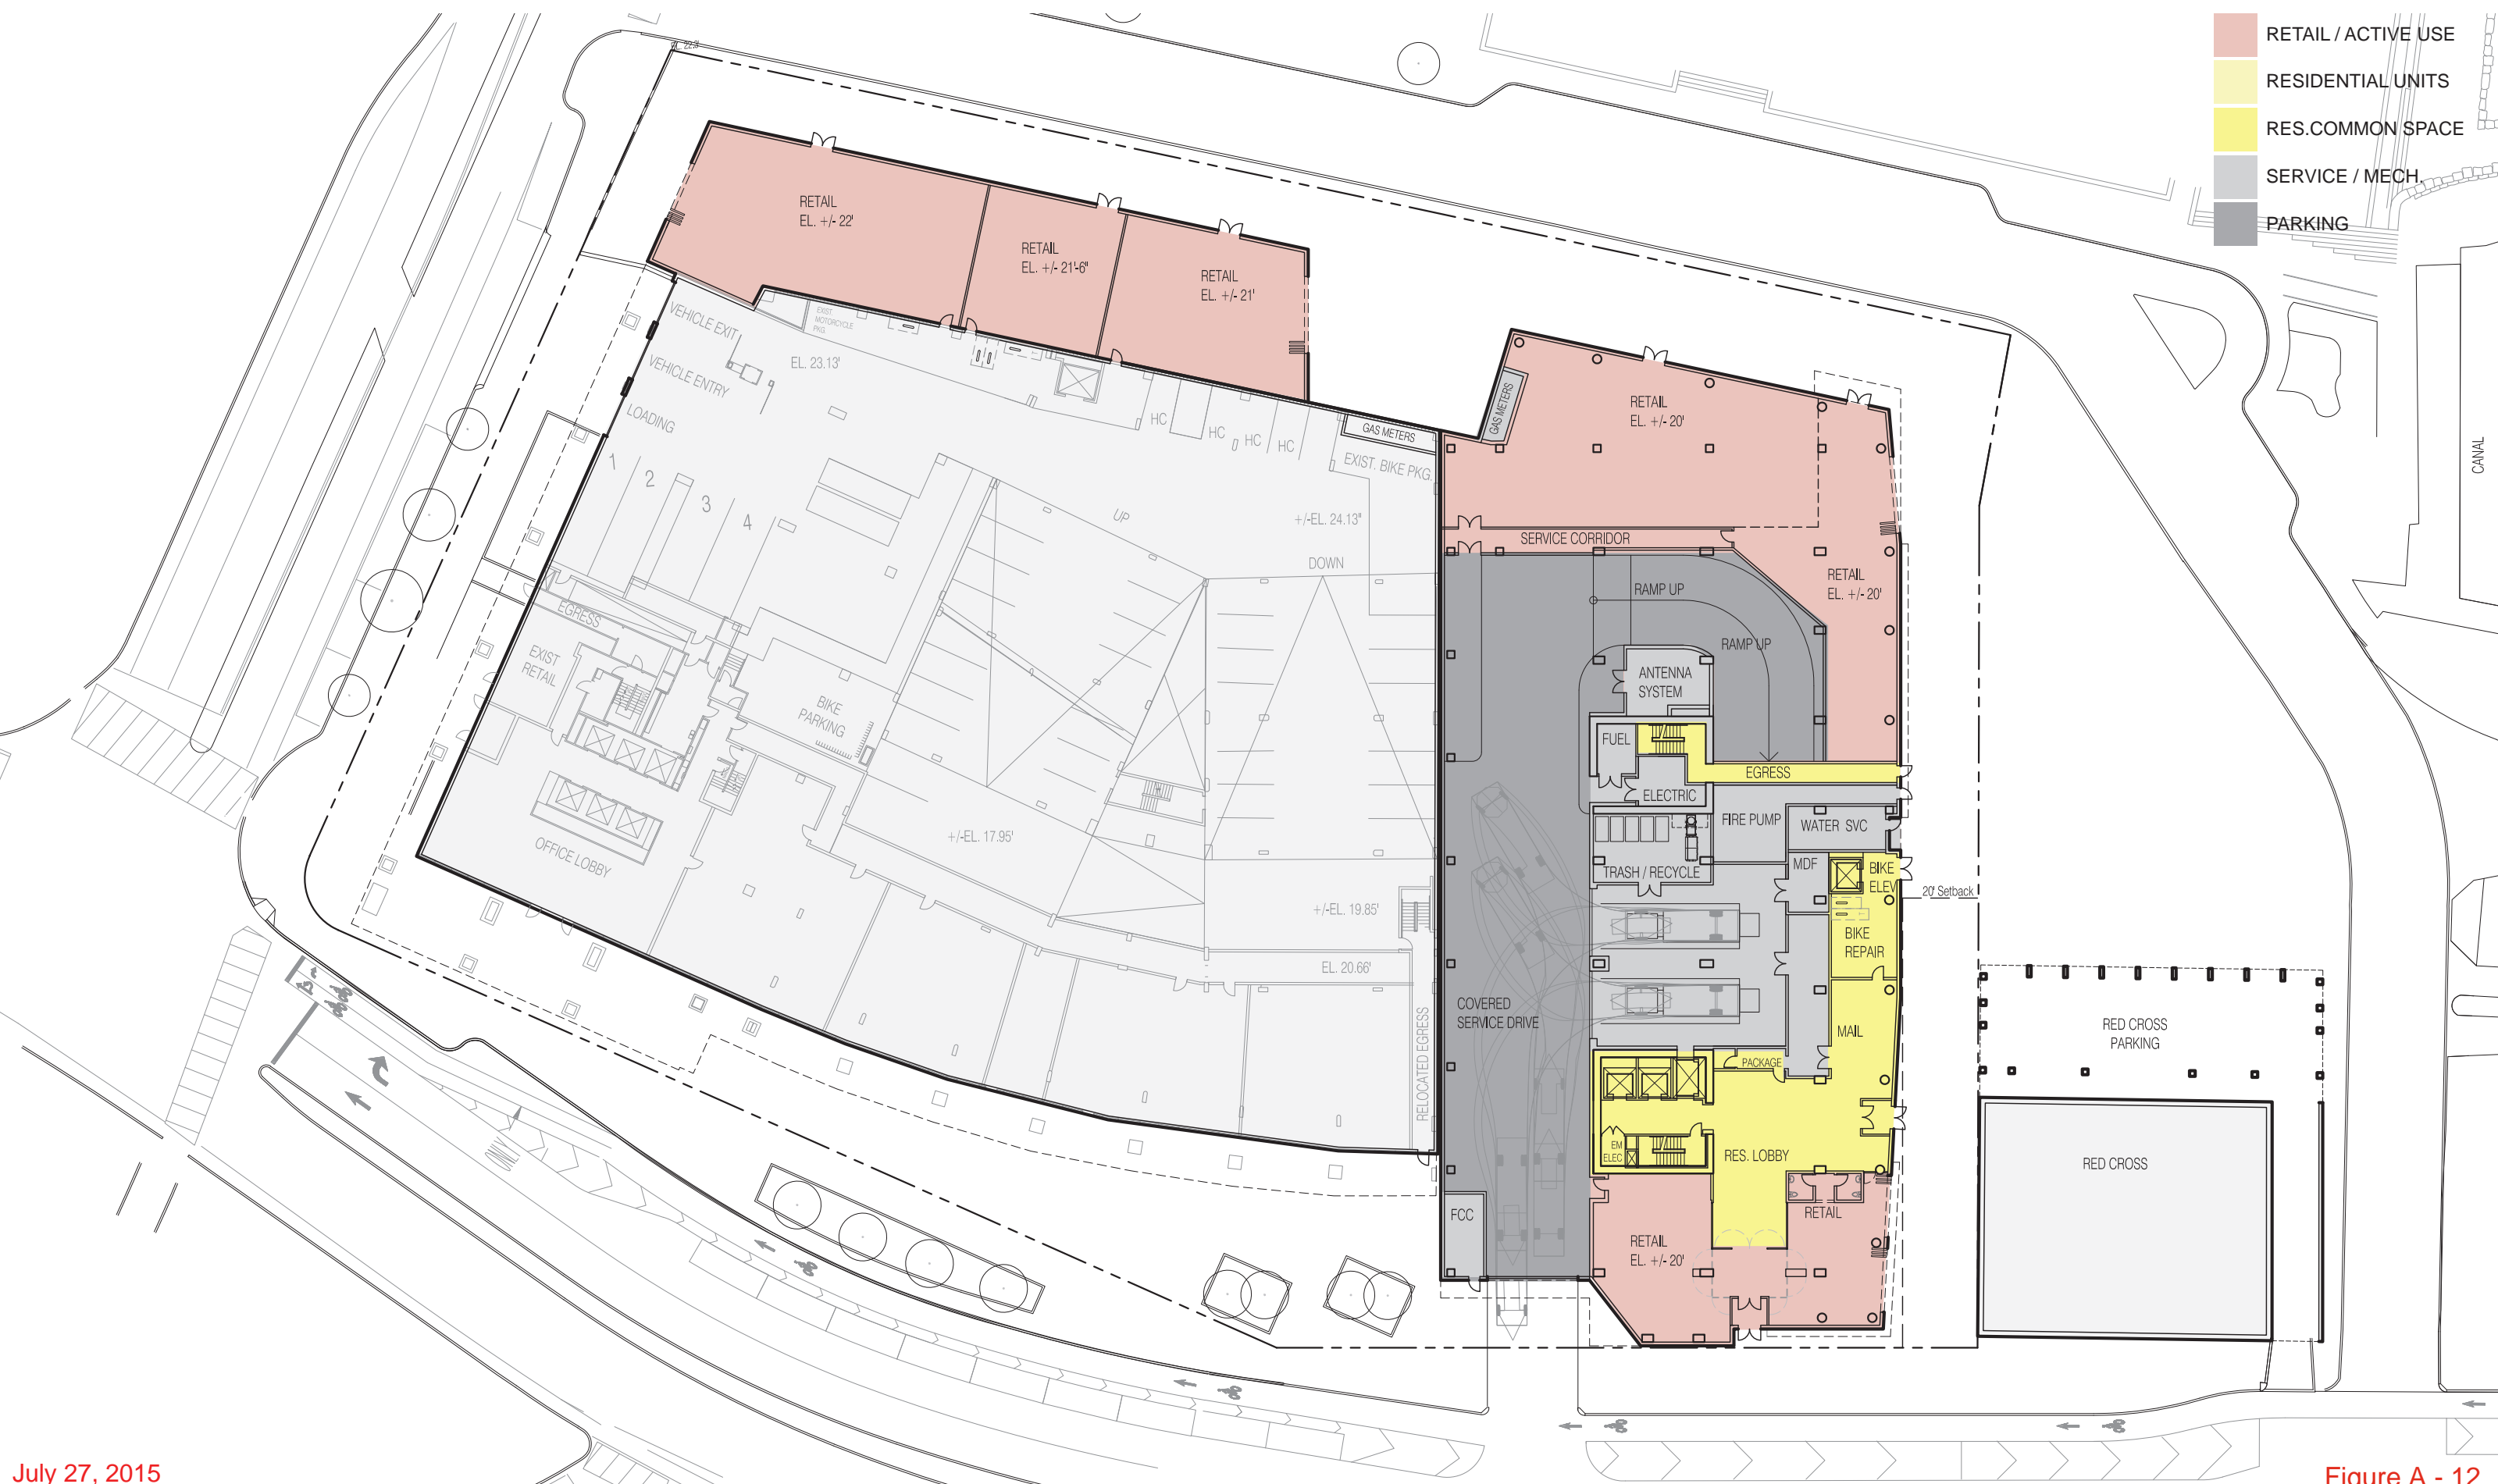 RETAIL / ACTIVE USE
RESIDENTIAL UNITS
RES.COMMON SPACE
SERVICE / MECH.
PARKING
RETAIL
EL. +/- 22'
RETAIL
EL. +/- 21'-6"
RETAIL
EL. +/- 21'
VEHICLE EXIT
VEHICLE ENTRY
LOADING
EXIST.
MOTORCYCLE
PKG.
EL. 23.13'
HC
HC
HC
HC
GAS METERS
EXIST. BIKE PKG.
GAS METERS
RETAIL
EL. +/- 20'
CANAL
1
2
3
4
UP
+/-EL. 24.13"
DOWN
SERVICE CORRIDOR
RETAIL
EL. +/- 20'
RAMP UP
RAMP UP
EGRESS
EXIST
RETAIL
BIKE
PARKING
ANTENNA
SYSTEM
FUEL
EGRESS
ELECTRIC
OFFICE LOBBY
+/-EL. 17.95'
FIRE PUMP
WATER SVC
TRASH / RECYCLE
MDF
BIKE
ELEV
20' Setback
+/-EL. 19.85'
BIKE
REPAIR
EL. 20.66'
RELOCATED EGRESS
COVERED
SERVICE DRIVE
MAIL
PACKAGE
RED CROSS
PARKING
EM
ELEC
RES. LOBBY
RED CROSS
FCC
RETAIL
RETAIL
EL. +/- 20'
July 27, 2015
Figure A - 12